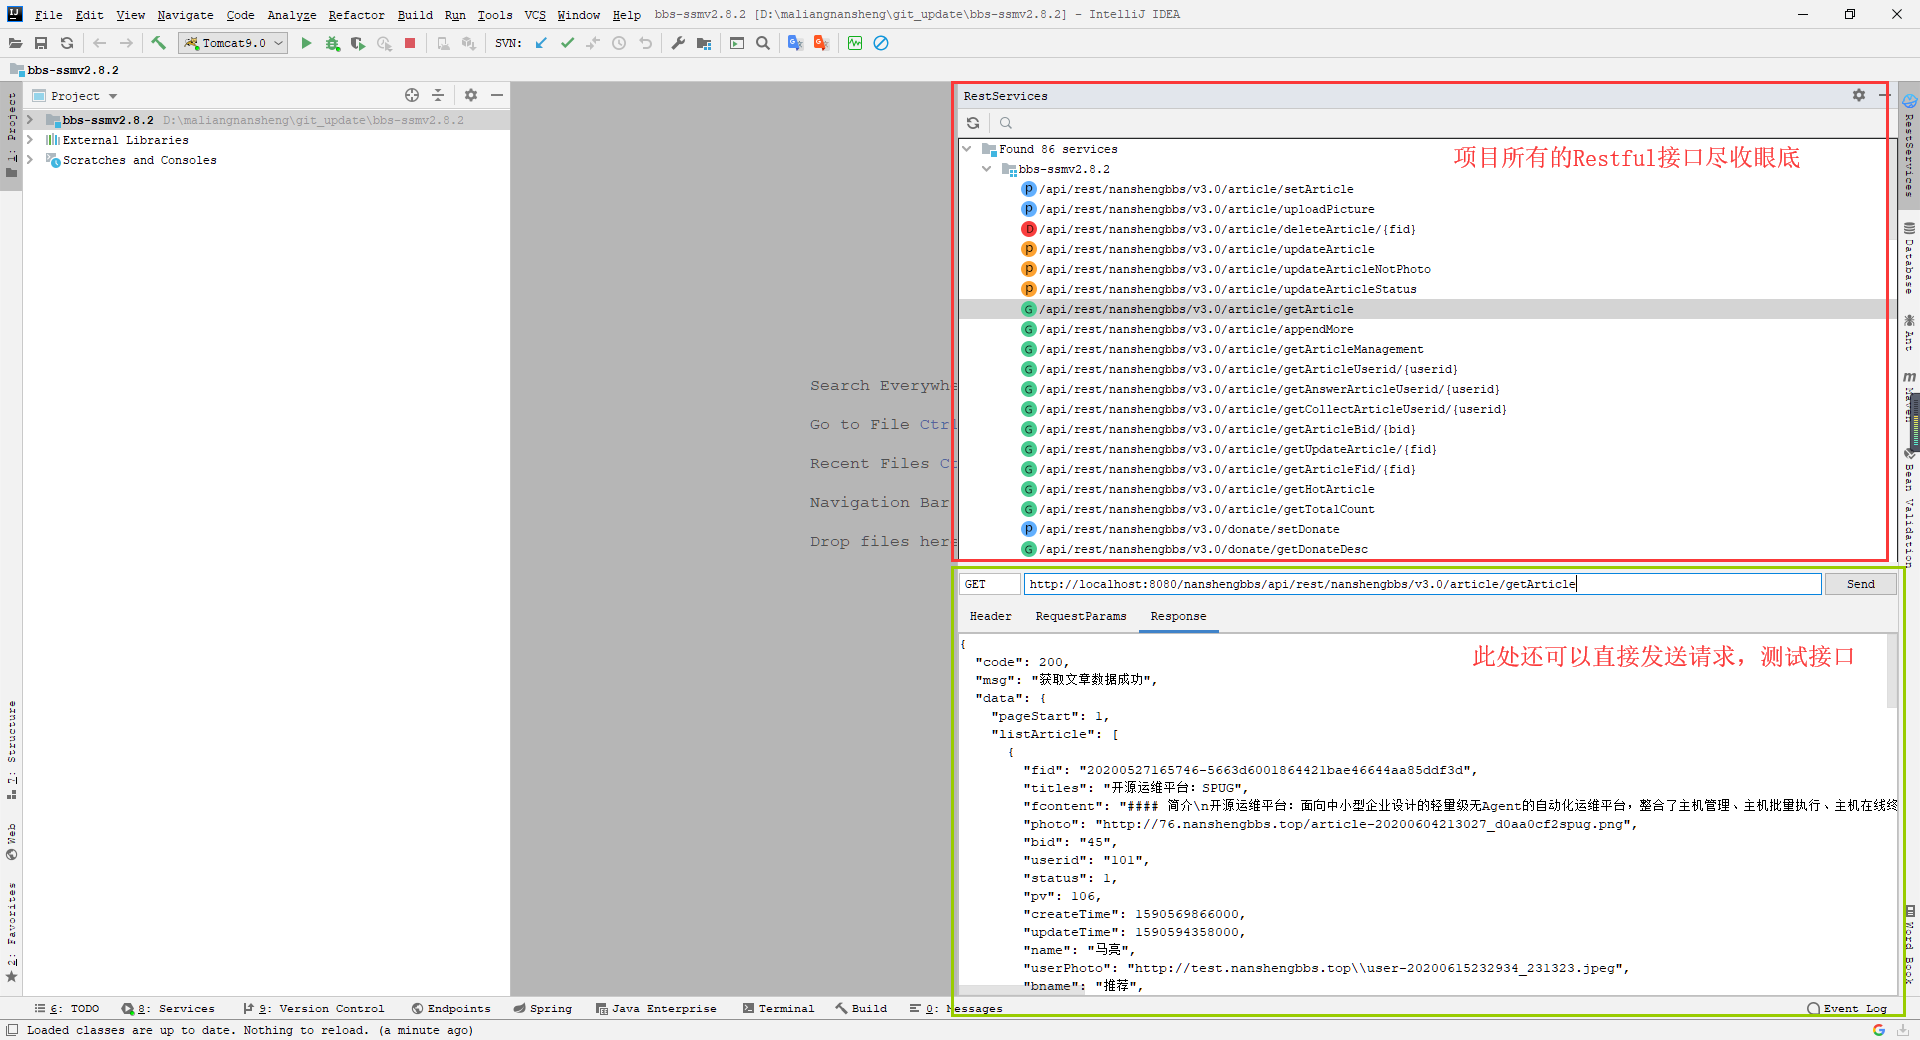 File Edit View Navigate Code Analyze Refactor Build Run Tools VCS Window Help bbs-ssmv2.8.2 [D:\maliangnansheng\git_update\bbs-ssmv2.8.2] - IntelliJ IDEA
Tomcat9.0 SVN:
bbs-ssmv2.8.2
Project
bbs-ssmv2.8.2 D:\maliangnansheng\git_update\bbs-ssmv2.8.2
External Libraries
Scratches and Consoles
1: Project
7: Structure
Web
2: Favorites
Search Everywhe
Go to File Ctrl
Recent Files C
Navigation Bar
Drop files here
RestServices
Found 86 services
项目所有的Restful接口尽收眼底
bbs-ssmv2.8.2
P /api/rest/nanshengbbs/v3.0/article/setArticle
P /api/rest/nanshengbbs/v3.0/article/uploadPicture
D /api/rest/nanshengbbs/v3.0/article/deleteArticle/{fid}
P /api/rest/nanshengbbs/v3.0/article/updateArticle
P /api/rest/nanshengbbs/v3.0/article/updateArticleNotPhoto
P /api/rest/nanshengbbs/v3.0/article/updateArticleStatus
G /api/rest/nanshengbbs/v3.0/article/getArticle
G /api/rest/nanshengbbs/v3.0/article/appendMore
G /api/rest/nanshengbbs/v3.0/article/getArticleManagement
G /api/rest/nanshengbbs/v3.0/article/getArticleUserid/{userid}
G /api/rest/nanshengbbs/v3.0/article/getAnswerArticleUserid/{userid}
G /api/rest/nanshengbbs/v3.0/article/getCollectArticleUserid/{userid}
G /api/rest/nanshengbbs/v3.0/article/getArticleBid/{bid}
G /api/rest/nanshengbbs/v3.0/article/getUpdateArticle/{fid}
G /api/rest/nanshengbbs/v3.0/article/getArticleFid/{fid}
G /api/rest/nanshengbbs/v3.0/article/getHotArticle
G /api/rest/nanshengbbs/v3.0/article/getTotalCount
P /api/rest/nanshengbbs/v3.0/donate/setDonate
G /api/rest/nanshengbbs/v3.0/donate/getDonateDesc
GET http://localhost:8080/nanshengbbs/api/rest/nanshengbbs/v3.0/article/getArticle Send
Header RequestParams Response
此处还可以直接发送请求，测试接口
{
"code": 200,
"msg": "获取文章数据成功",
"data": {
"pageStart": 1,
"listArticle": [
{
"fid": "20200527165746-5663d6001864421bae46644aa85ddf3d",
"titles": "开源运维平台：SPUG",
"fcontent": "#### 简介\n开源运维平台：面向中小型企业设计的轻量级无Agent的自动化运维平台，整合了主机管理、主机批量执行、主机在线终
"photo": "http://76.nanshengbbs.top/article-20200604213027_d0aa0cf2spug.png",
"bid": "45",
"userid": "101",
"status": 1,
"pv": 106,
"createTime": 1590569866000,
"updateTime": 1590594358000,
"name": "马亮",
"userPhoto": "http://test.nanshengbbs.top\\user-20200615232934_231323.jpeg",
"bname": "推荐",
RestServices
Database
Ant
m Maven
Bean Validation
Word Book
6: TODO 8: Services 9: Version Control Endpoints Spring Java Enterprise Terminal Build 0: Messages Event Log
Loaded classes are up to date. Nothing to reload. (a minute ago)